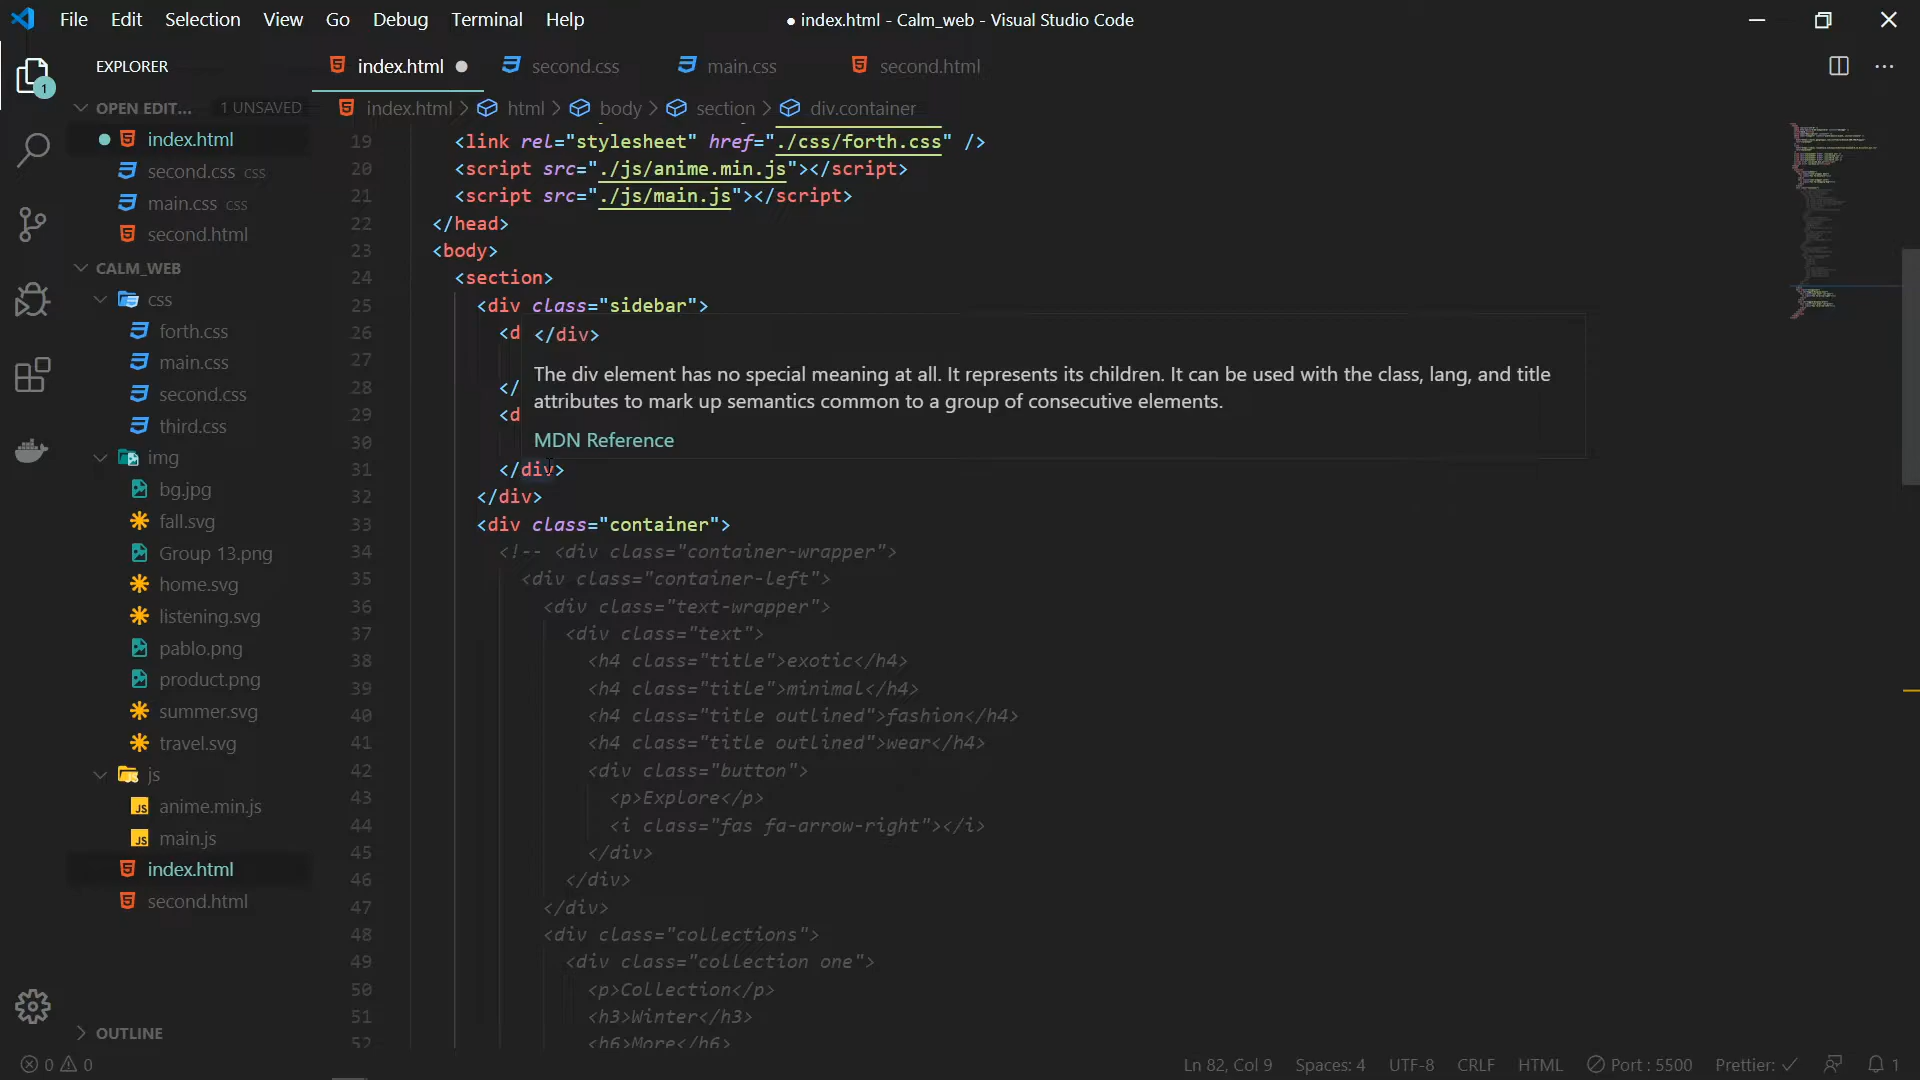 File Edit Selection View Go Debug Terminal Help
● index.html - Calm_web - Visual Studio Code
EXPLORER
index.html
second.css
main.css
second.html
OPEN EDIT... 1 UNSAVED
index.html > html > body > section > div.container
index.html
second.css css
main.css css
second.html
CALM_WEB
css
forth.css
main.css
second.css
third.css
img
bg.jpg
fall.svg
Group 13.png
home.svg
listening.svg
pablo.png
product.png
summer.svg
travel.svg
js
anime.min.js
main.js
index.html
second.html
OUTLINE
1
19 <link rel="stylesheet" href="./css/forth.css" />
20 <script src="./js/anime.min.js"></script>
21 <script src="./js/main.js"></script>
22 </head>
23 <body>
24 <section>
25 <div class="sidebar">
26 <d
</div>
27
The div element has no special meaning at all. It represents its children. It can be used with the class, lang, and title
28 </
attributes to mark up semantics common to a group of consecutive elements.
29 <d
30
MDN Reference
31 </div>
32 </div>
33 <div class="container">
34 <!-- <div class="container-wrapper">
35 <div class="container-left">
36 <div class="text-wrapper">
37 <div class="text">
38 <h4 class="title">exotic</h4>
39 <h4 class="title">minimal</h4>
40 <h4 class="title outlined">fashion</h4>
41 <h4 class="title outlined">wear</h4>
42 <div class="button">
43 <p>Explore</p>
44 <i class="fas fa-arrow-right"></i>
45 </div>
46 </div>
47 </div>
48 <div class="collections">
49 <div class="collection one">
50 <p>Collection</p>
51 <h3>Winter</h3>
52 <h6>More</h6>
0 0
Ln 82, Col 9 Spaces: 4 UTF-8 CRLF HTML Port : 5500 Prettier: ✓ 1